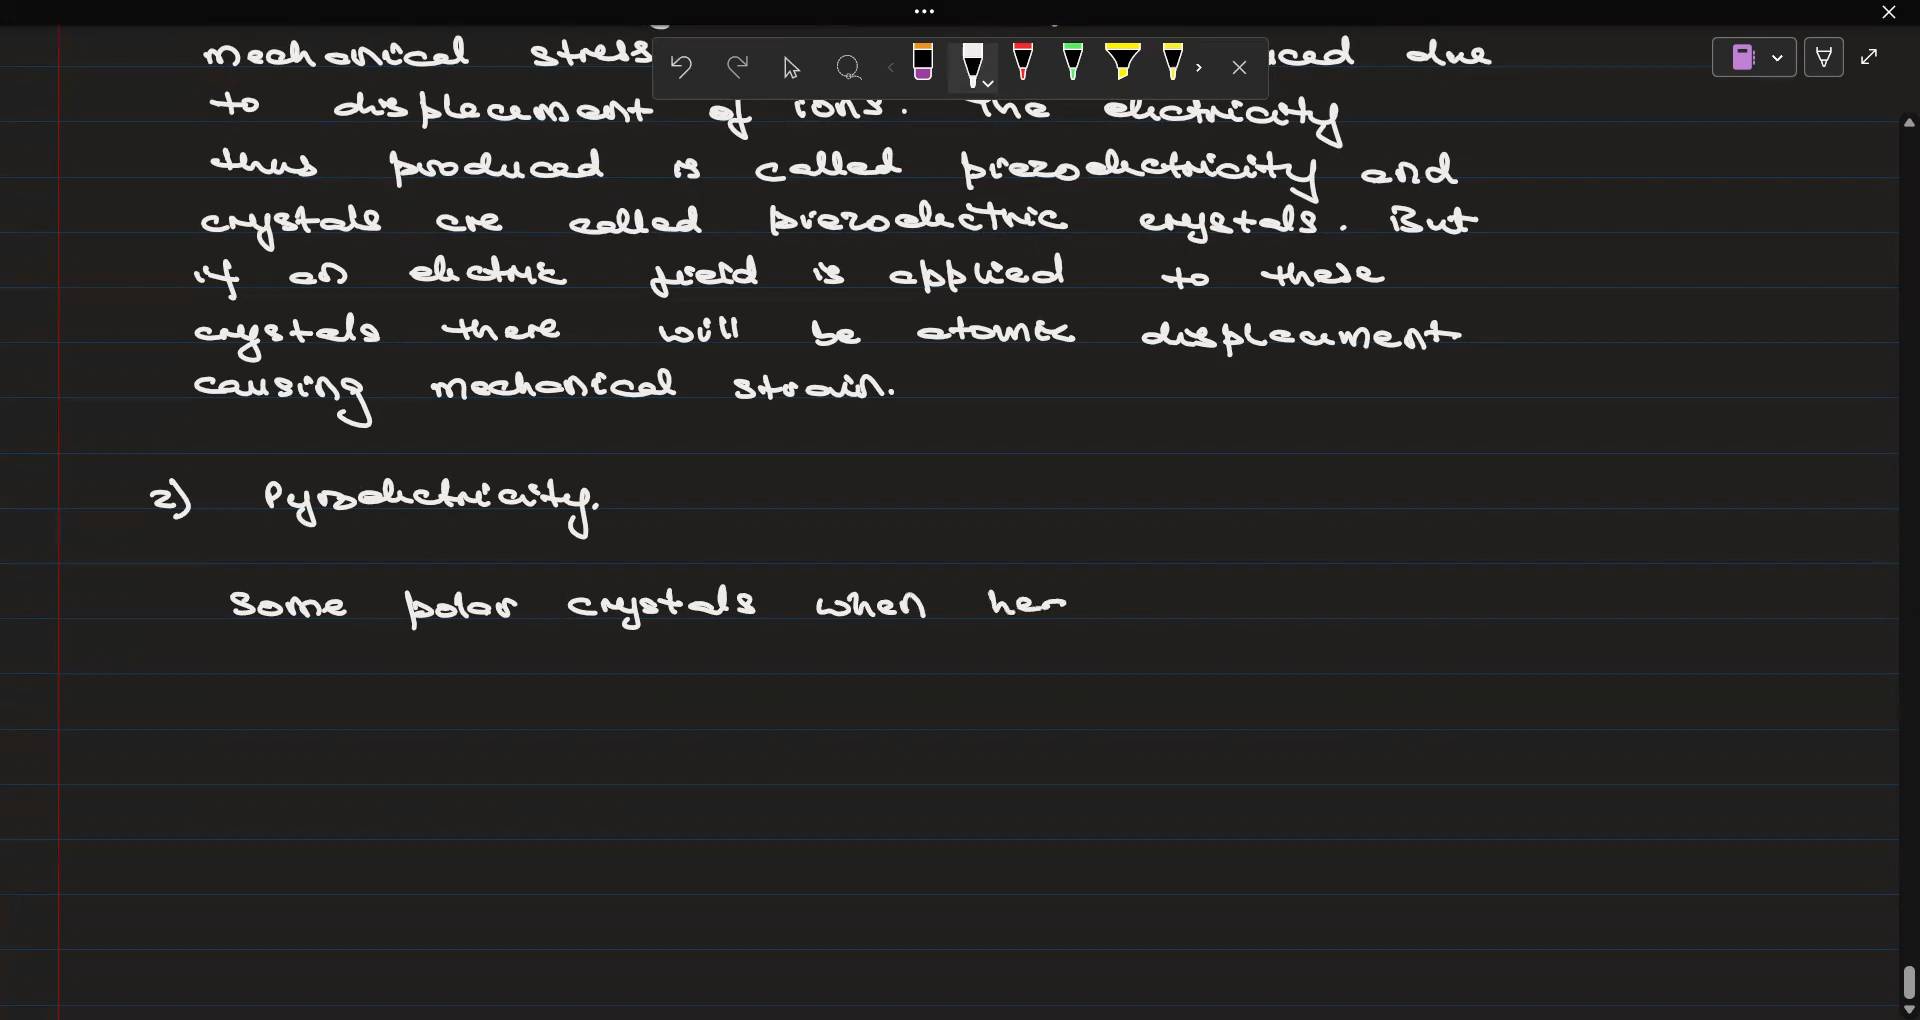 mechanical stress uced due
to displacement of ions. The electricity
thus produced is called piezoelectricity and
crystals are called piezoelectric crystals. But
if an electric field is applied to these
crystals there will be atomic displacement
causing mechanical strain.
2) Pyroelectricity.
Some polar crystals when hea